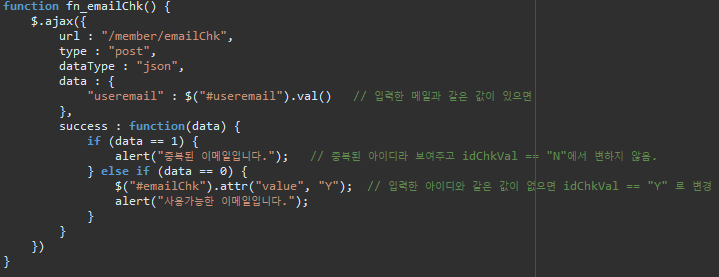 function fn_emailChk() {
    $.ajax({
        url : "/member/emailChk",
        type : "post",
        dataType : "json",
        data : {
            "useremail" : $("#useremail").val()   // 입력한 메일과 같은 값이 있으면
        },
        success : function(data) {
            if (data == 1) {
                alert("중복된 이메일입니다.");   // 중복된 아이디라 보여주고 idChkVal == "N"에서 변하지 않음.
            } else if (data == 0) {
                $("#emailChk").attr("value", "Y");  // 입력한 아이디와 같은 값이 없으면 idChkVal == "Y" 로 변경
                alert("사용가능한 이메일입니다.");
            }
        }
    })
}